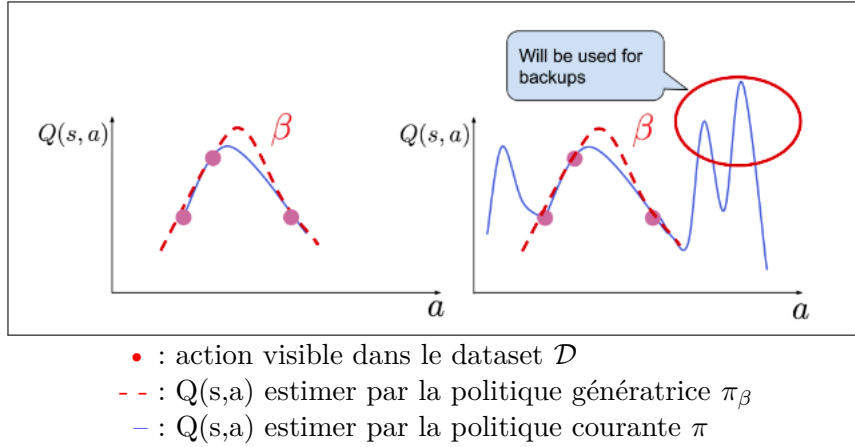 Will be used for
backups
Q(s, a)
β
a
Q(s, a)
β
a
• : action visible dans le dataset 𝒟
- - : Q(s,a) estimer par la politique génératrice π_β
– : Q(s,a) estimer par la politique courante π